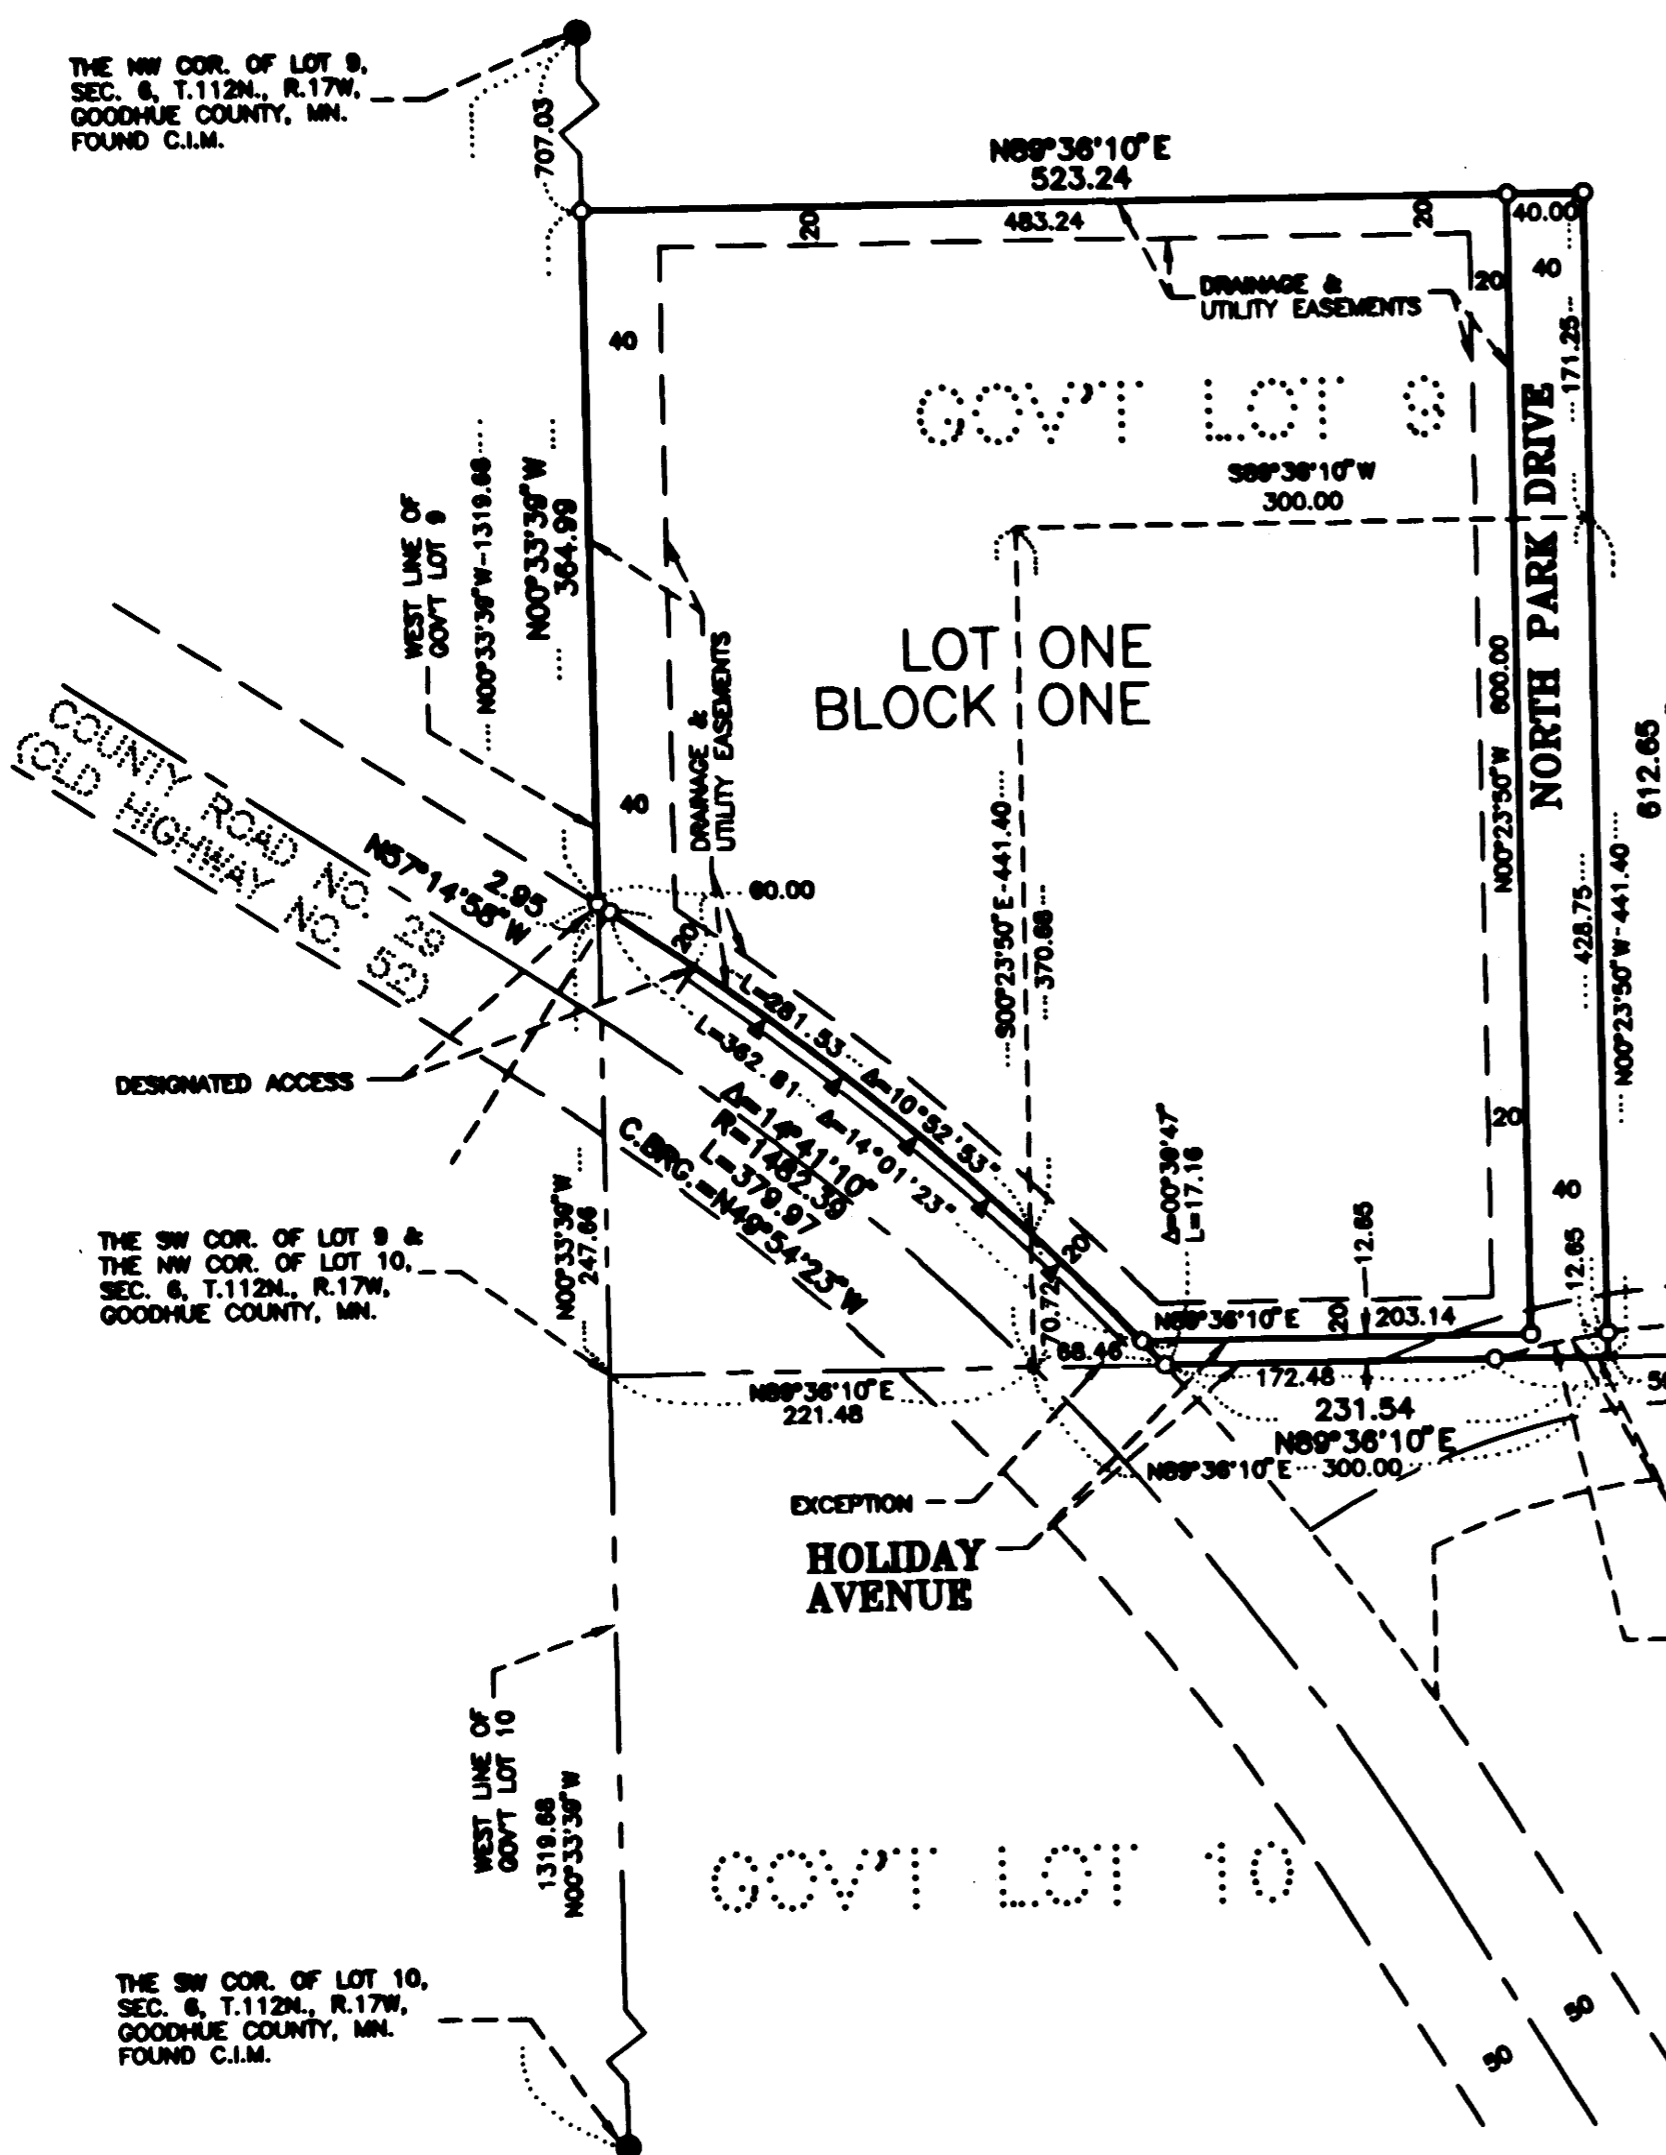 THE NW COR. OF LOT 9,
SEC. 6, T.112N., R.17W,
GOODHUE COUNTY, MN.
FOUND C.I.M.
707.03
N89°36'10"E
523.24
483.24
20
20
40.00
40
20
DRAINAGE &
UTILITY EASEMENTS
40
171.25
GOV'T LOT 9
S89°36'10"W
300.00
WEST LINE OF
GOV'T LOT 9
N00°33'39"W-1319.68
N00°33'39"W
364.99
LOT ONE
BLOCK ONE
NORTH PARK DRIVE
N00°23'50"W 600.00
612.65
DRAINAGE &
UTILITY EASEMENTS
40
COUNTY ROAD NO. 29
(OLD HIGHWAY NO. 52)
N57°14'58"W
2.95
60.00
20
S00°23'50"E-441.40
370.68
428.75
N00°23'50"W-441.40
DESIGNATED ACCESS
L=281.53 Δ=10°52'53"
L=362.81 Δ=14°01'23"
Δ=14°41'10"
R=1482.39
L=379.97
C.BRG.=N49°54'23"W
Δ=00°39'47"
L=17.16
20
40
12.65
12.65
N00°33'39"W
247.66
THE SW COR. OF LOT 9 &
THE NW COR. OF LOT 10,
SEC. 6, T.112N., R.17W,
GOODHUE COUNTY, MN.
20
70.72
N89°36'10"E
20
203.14
68.46
172.48
N89°36'10"E
221.48
231.54
N89°36'10"E
N89°36'10"E
300.00
EXCEPTION
HOLIDAY
AVENUE
WEST LINE OF
GOV'T LOT 10
1319.68
N00°33'39"W
GOV'T LOT 10
THE SW COR. OF LOT 10,
SEC. 6, T.112N., R.17W,
GOODHUE COUNTY, MN.
FOUND C.I.M.
50
50